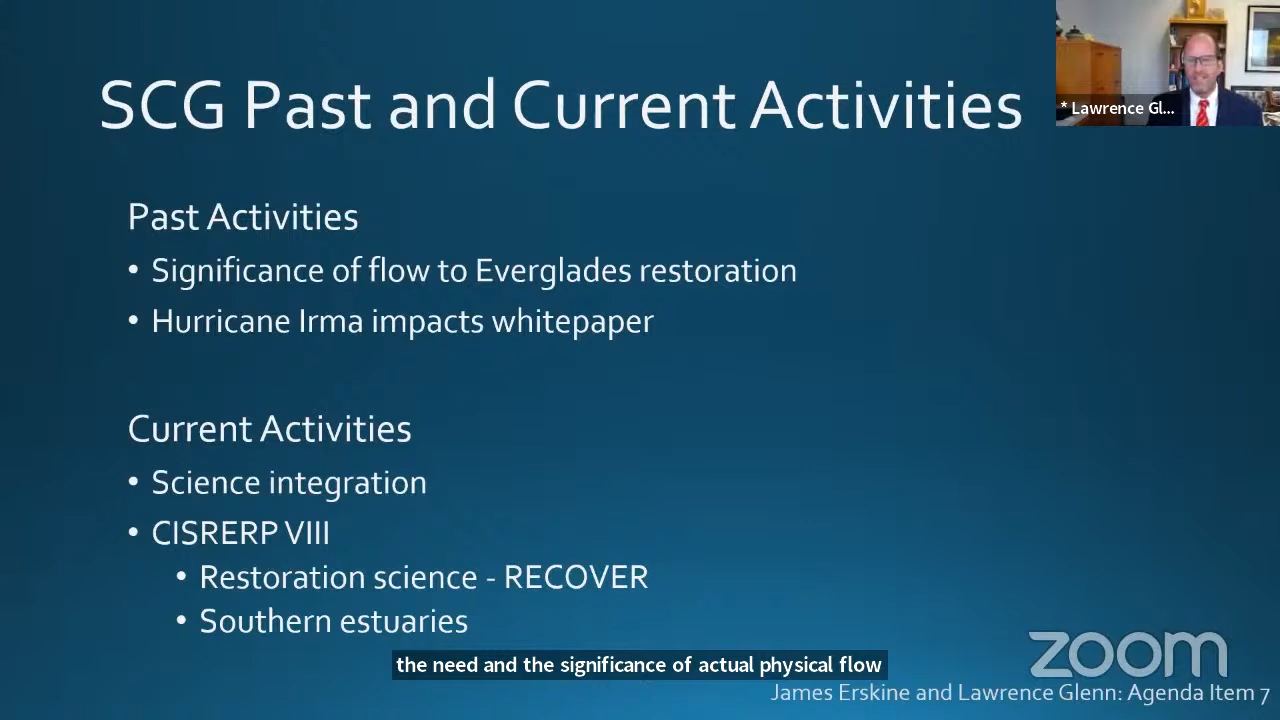 SCG Past and Current Activities
* Lawrence Gl...
Past Activities
• Significance of flow to Everglades restoration
• Hurricane Irma impacts whitepaper
Current Activities
• Science integration
• CISRERP VIII
• Restoration science - RECOVER
• Southern estuaries
the need and the significance of actual physical flow
zoom
James Erskine and Lawrence Glenn: Agenda Item 7